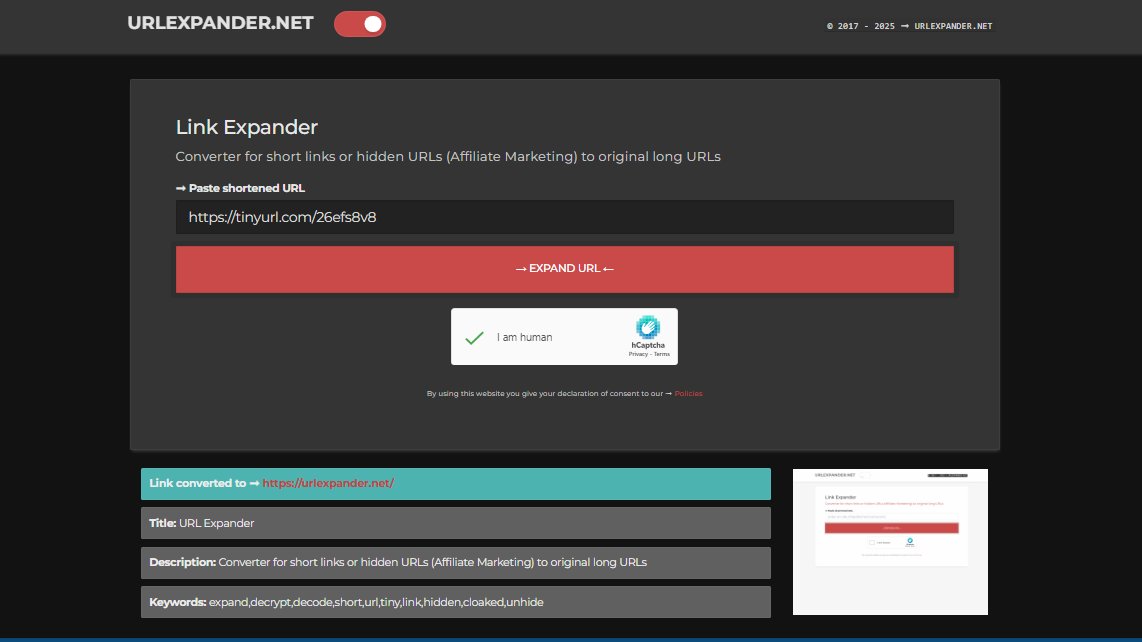 URLEXPANDER.NET
© 2017 - 2025 → URLEXPANDER.NET
Link Expander
Converter for short links or hidden URLs (Affiliate Marketing) to original long URLs
→ Paste shortened URL
https://tinyurl.com/26efs8v8
→ EXPAND URL ←
I am human
hCaptcha
Privacy - Terms
By using this website you give your declaration of consent to our → Policies
Link converted to → https://urlexpander.net/
Title: URL Expander
Description: Converter for short links or hidden URLs (Affiliate Marketing) to original long URLs
Keywords: expand,decrypt,decode,short,url,tiny,link,hidden,cloaked,unhide
URLEXPANDER.NET
Link Expander